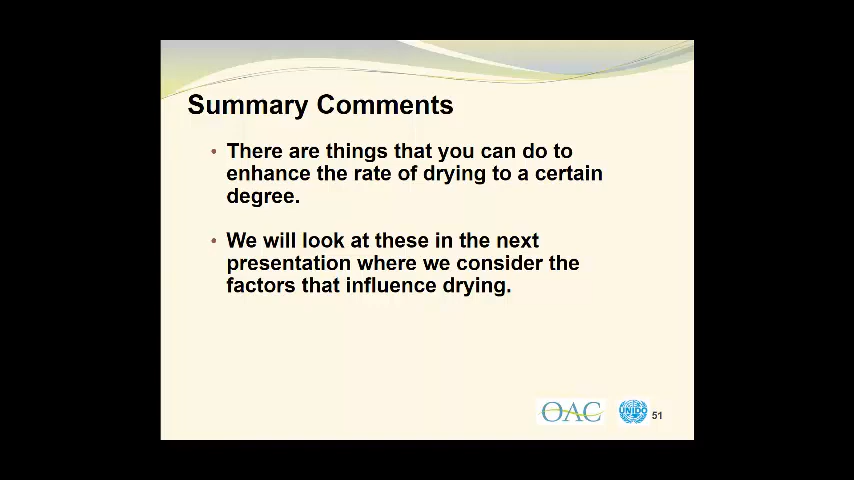 Summary Comments
• There are things that you can do to
enhance the rate of drying to a certain
degree.
• We will look at these in the next
presentation where we consider the
factors that influence drying.
OAC
UNIDO
51